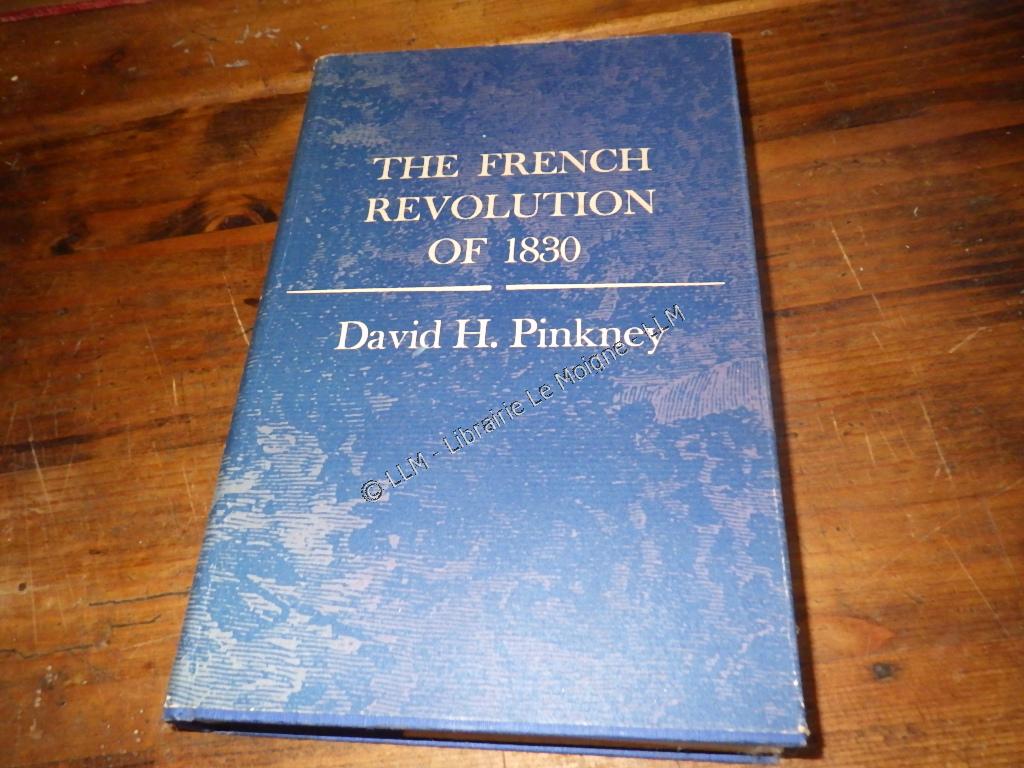 THE FRENCH
REVOLUTION
OF 1830
David H. Pinkney
© LLM - Librairie Le Moigne - LLM